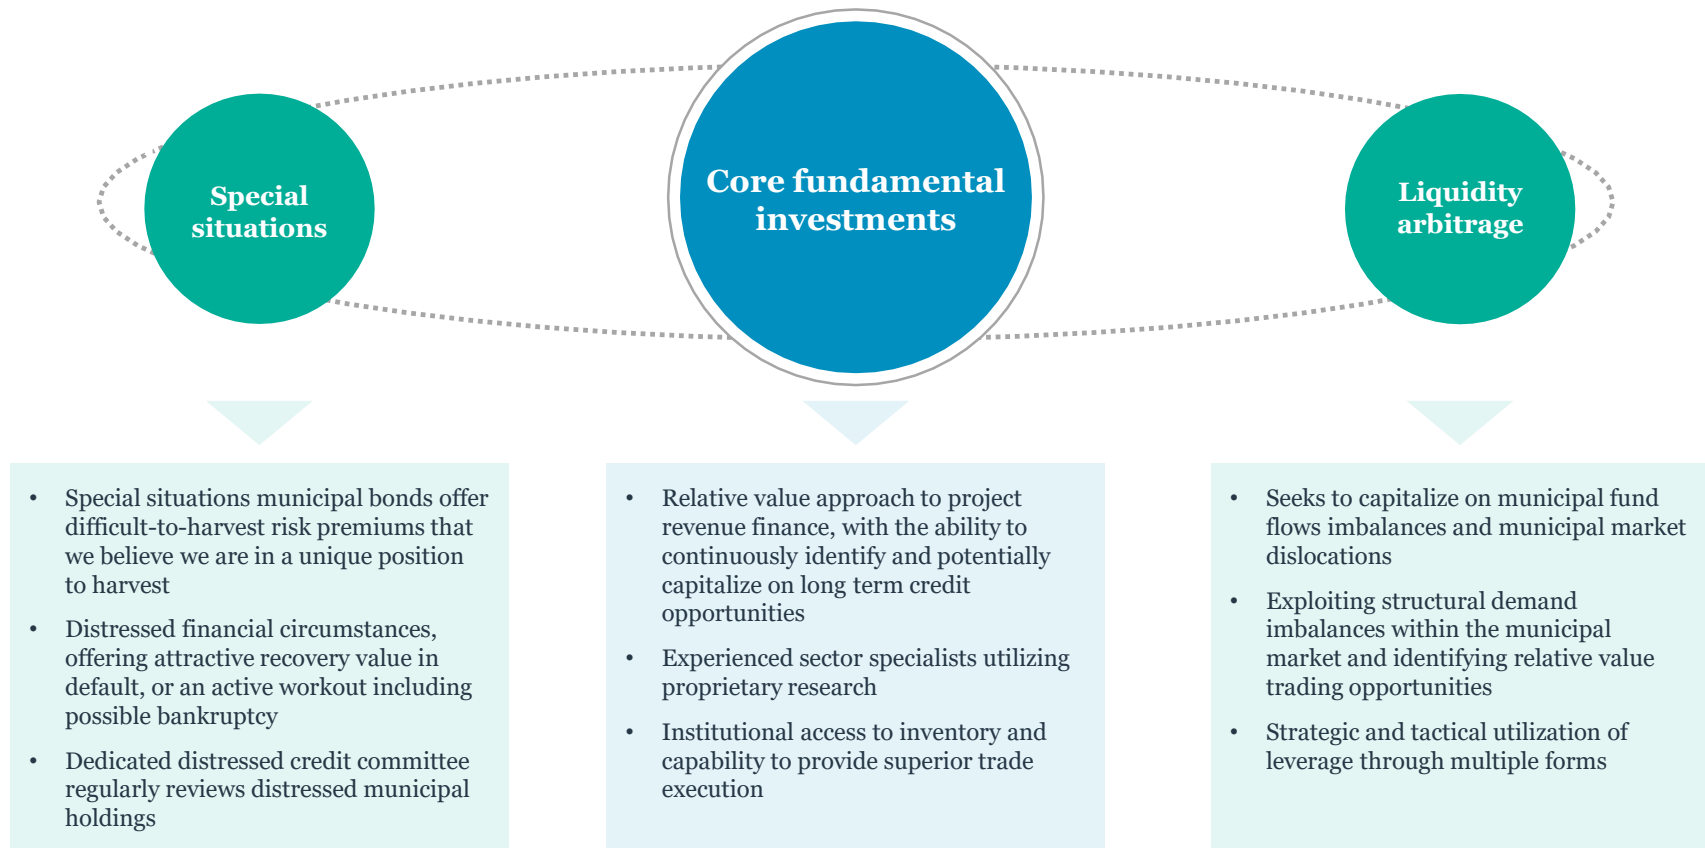 Special
situations
Core fundamental
investments
Liquidity
arbitrage
• Special situations municipal bonds offer
difficult-to-harvest risk premiums that
we believe we are in a unique position
to harvest
• Distressed financial circumstances,
offering attractive recovery value in
default, or an active workout including
possible bankruptcy
• Dedicated distressed credit committee
regularly reviews distressed municipal
holdings
• Relative value approach to project
revenue finance, with the ability to
continuously identify and potentially
capitalize on long term credit
opportunities
• Experienced sector specialists utilizing
proprietary research
• Institutional access to inventory and
capability to provide superior trade
execution
• Seeks to capitalize on municipal fund
flows imbalances and municipal market
dislocations
• Exploiting structural demand
imbalances within the municipal
market and identifying relative value
trading opportunities
• Strategic and tactical utilization of
leverage through multiple forms